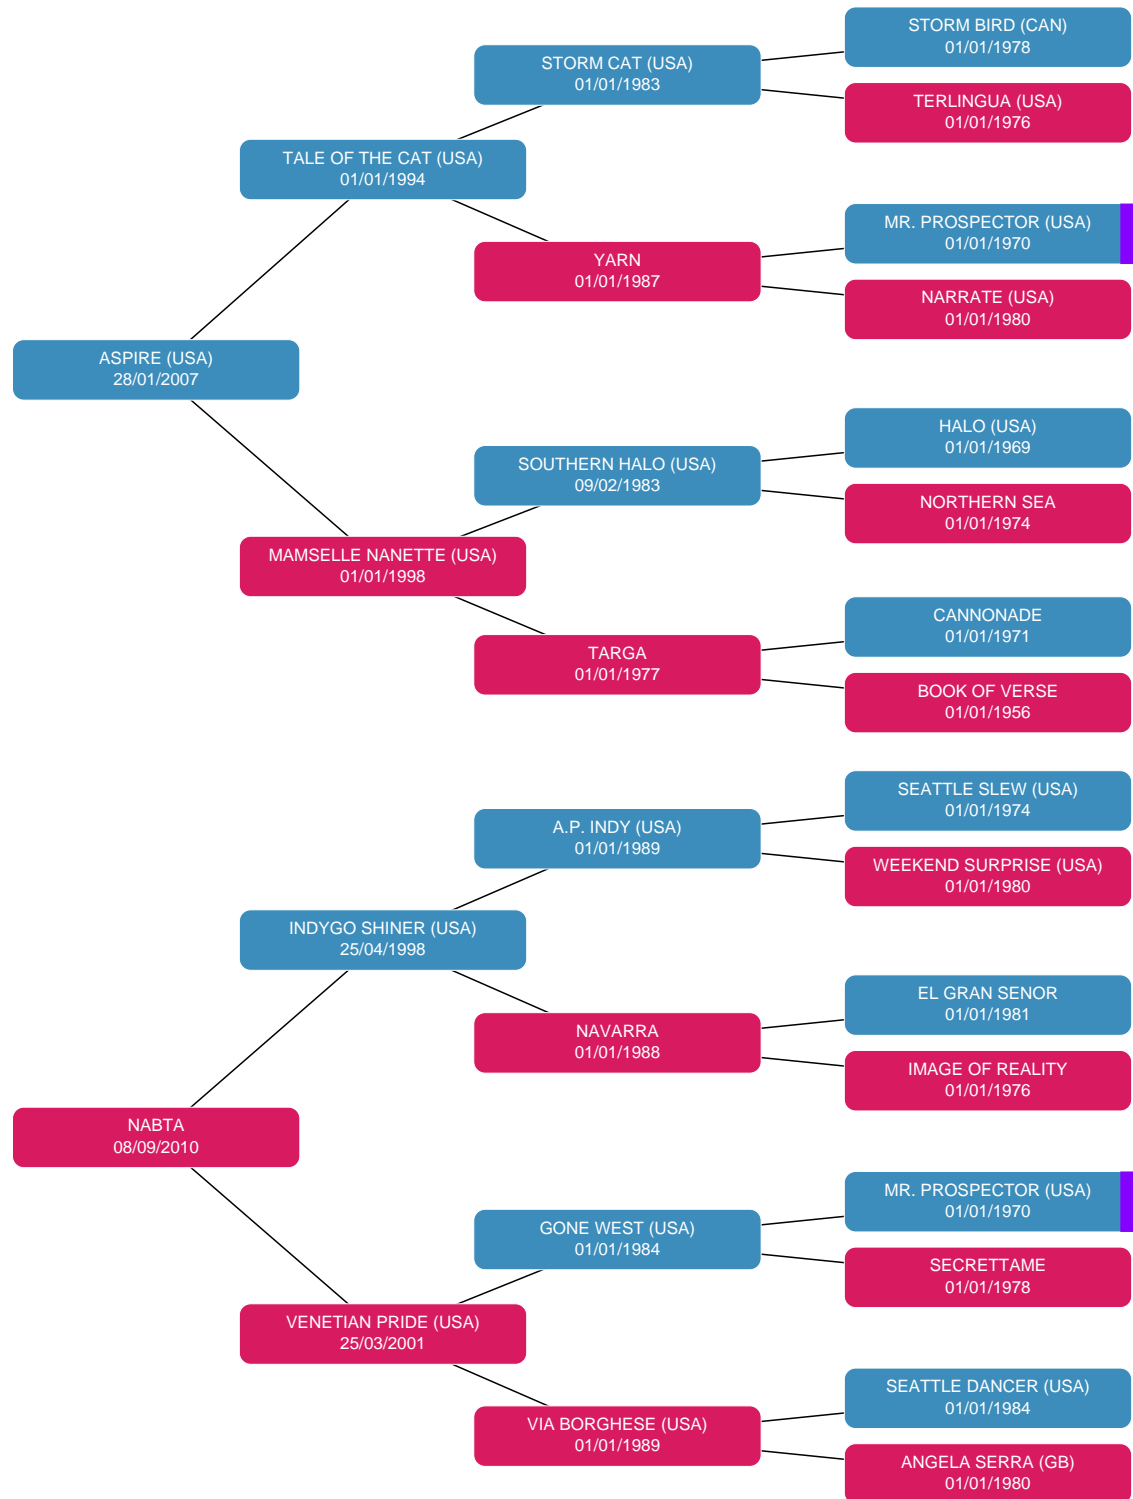 STORM BIRD (CAN)
01/01/1978
STORM CAT (USA)
01/01/1983
TERLINGUA (USA)
01/01/1976
TALE OF THE CAT (USA)
01/01/1994
MR. PROSPECTOR (USA)
01/01/1970
YARN
01/01/1987
NARRATE (USA)
01/01/1980
ASPIRE (USA)
28/01/2007
HALO (USA)
01/01/1969
SOUTHERN HALO (USA)
09/02/1983
NORTHERN SEA
01/01/1974
MAMSELLE NANETTE (USA)
01/01/1998
CANNONADE
01/01/1971
TARGA
01/01/1977
BOOK OF VERSE
01/01/1956
SEATTLE SLEW (USA)
01/01/1974
A.P. INDY (USA)
01/01/1989
WEEKEND SURPRISE (USA)
01/01/1980
INDYGO SHINER (USA)
25/04/1998
EL GRAN SENOR
01/01/1981
NAVARRA
01/01/1988
IMAGE OF REALITY
01/01/1976
NABTA
08/09/2010
MR. PROSPECTOR (USA)
01/01/1970
GONE WEST (USA)
01/01/1984
SECRETTAME
01/01/1978
VENETIAN PRIDE (USA)
25/03/2001
SEATTLE DANCER (USA)
01/01/1984
VIA BORGHESE (USA)
01/01/1989
ANGELA SERRA (GB)
01/01/1980